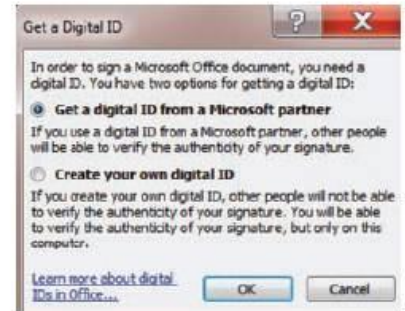 Get a Digital ID
In order to sign a Microsoft Office document, you need a
digital ID. You have two options for getting a digital ID:
Get a digital ID from a Microsoft partner
If you use a digital ID from a Microsoft partner, other people
will be able to verify the authenticity of your signature.
Create your own digital ID
If you create your own digital ID, other people will not be able
to verify the authenticity of your signature. You will be able
to verify the authenticity of your signature, but only on this
computer.
Learn more about digital
IDs in Office...
OK
Cancel